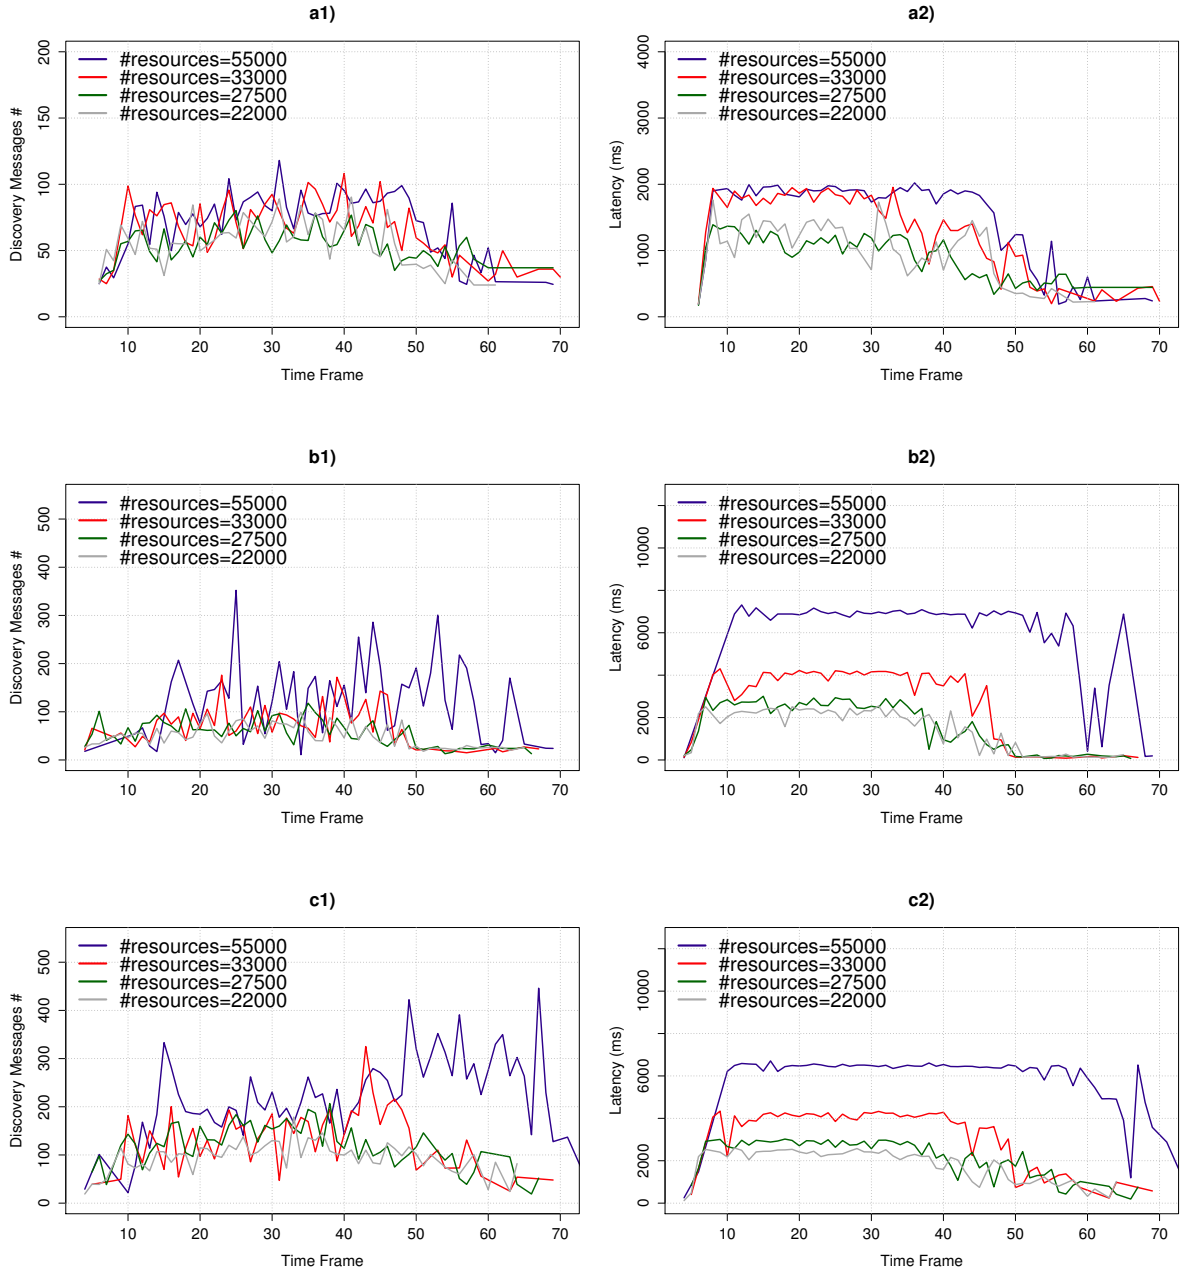 a1)
Discovery Messages #
200
150
100
50
0
#resources=55000
#resources=33000
#resources=27500
#resources=22000
10 20 30 40 50 60 70
Time Frame
a2)
Latency (ms)
4000
3000
2000
1000
0
#resources=55000
#resources=33000
#resources=27500
#resources=22000
10 20 30 40 50 60 70
Time Frame
b1)
Discovery Messages #
500
400
300
200
100
0
#resources=55000
#resources=33000
#resources=27500
#resources=22000
10 20 30 40 50 60 70
Time Frame
b2)
Latency (ms)
10000
6000
2000
0
#resources=55000
#resources=33000
#resources=27500
#resources=22000
10 20 30 40 50 60 70
Time Frame
c1)
Discovery Messages #
500
400
300
200
100
0
#resources=55000
#resources=33000
#resources=27500
#resources=22000
10 20 30 40 50 60 70
Time Frame
c2)
Latency (ms)
10000
6000
2000
0
#resources=55000
#resources=33000
#resources=27500
#resources=22000
10 20 30 40 50 60 70
Time Frame